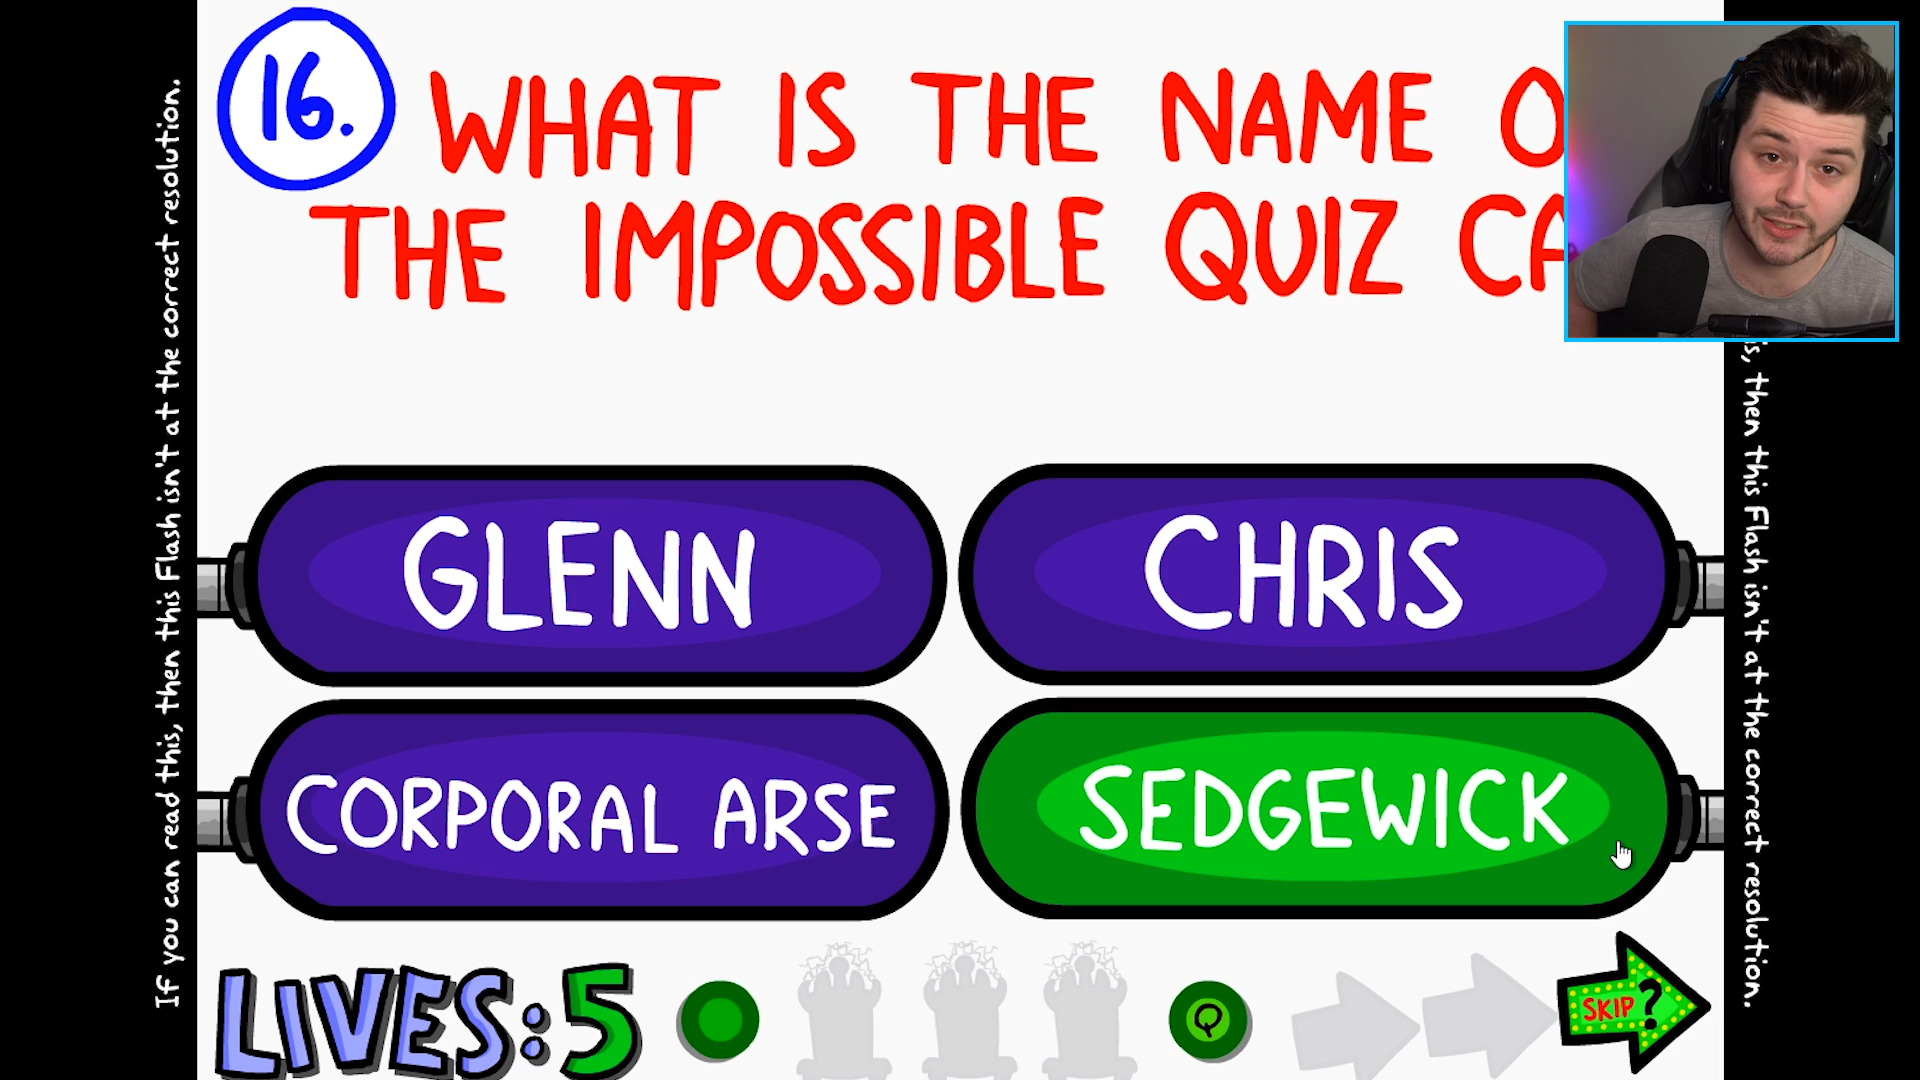 16.
WHAT IS THE NAME O
THE IMPOSSIBLE QUIZ CA
GLENN
CHRIS
CORPORAL ARSE
SEDGEWICK
LIVES: 5
Q
SKIP?
If you can read this, then this Flash isn't at the correct resolution.
is, then this Flash isn't at the correct resolution.